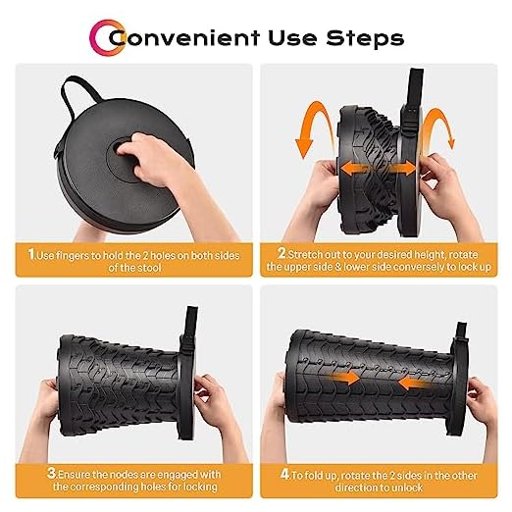 Convenient Use Steps
1.Use fingers to hold the 2 holes on both sides
of the stool
2.Stretch out to your desired height, rotate
the upper side & lower side conversely to lock up
3.Ensure the nodes are engaged with
the corresponding holes for locking
4.To fold up, rotate the 2 sides in the other
direction to unlock